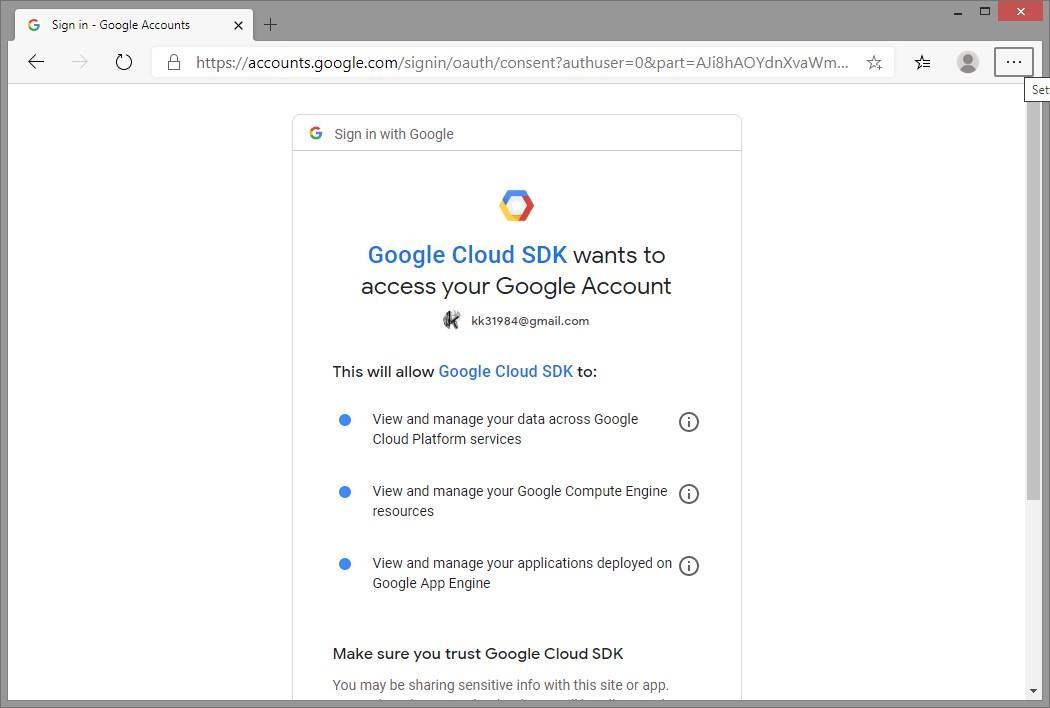 Sign in - Google Accounts
https://accounts.google.com/signin/oauth/consent?authuser=0&part=AJi8hAOYdnXvaWm...
Set
Sign in with Google
Google Cloud SDK wants to
access your Google Account
kk31984@gmail.com
This will allow Google Cloud SDK to:
View and manage your data across Google
Cloud Platform services
View and manage your Google Compute Engine
resources
View and manage your applications deployed on
Google App Engine
Make sure you trust Google Cloud SDK
You may be sharing sensitive info with this site or app.